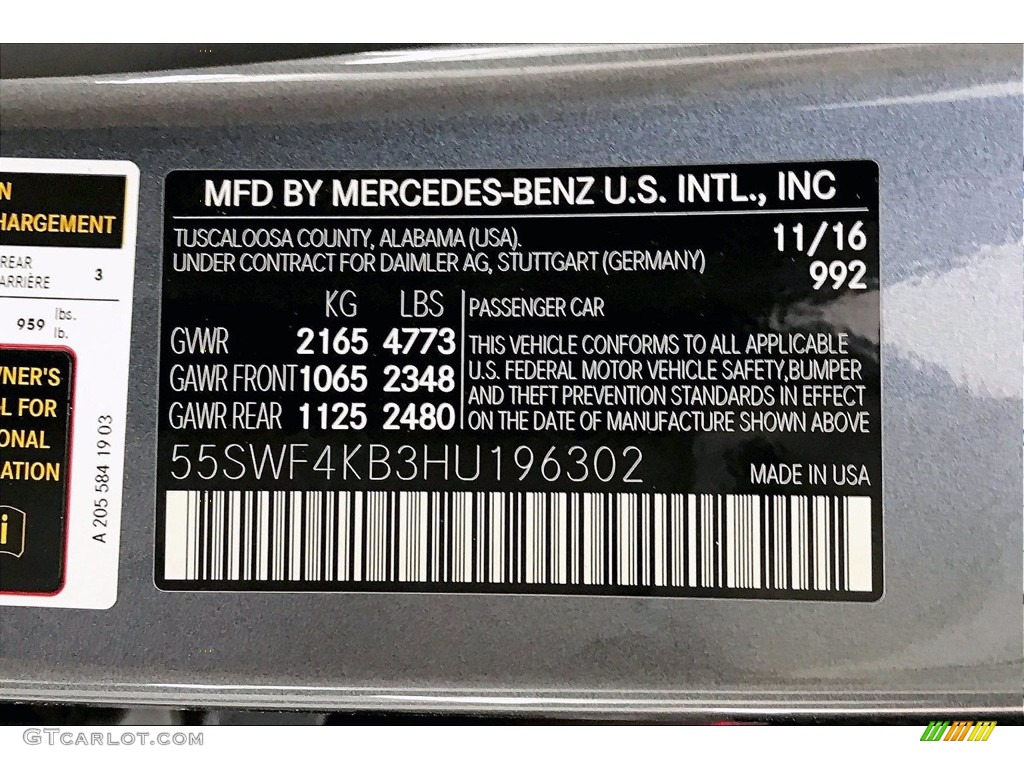 N
HARGEMENT
REAR
ARRIÈRE 3
959 lbs.
lb.
NER'S
L FOR
ONAL
ATION
i
A 205 584 19 03
MFD BY MERCEDES-BENZ U.S. INTL., INC
TUSCALOOSA COUNTY, ALABAMA (USA). 11/16
UNDER CONTRACT FOR DAIMLER AG, STUTTGART (GERMANY) 992
KG LBS
GVWR 2165 4773
GAWR FRONT 1065 2348
GAWR REAR 1125 2480
PASSENGER CAR
THIS VEHICLE CONFORMS TO ALL APPLICABLE
U.S. FEDERAL MOTOR VEHICLE SAFETY,BUMPER
AND THEFT PREVENTION STANDARDS IN EFFECT
ON THE DATE OF MANUFACTURE SHOWN ABOVE
55SWF4KB3HU196302 MADE IN USA
GTCARLOT.COM